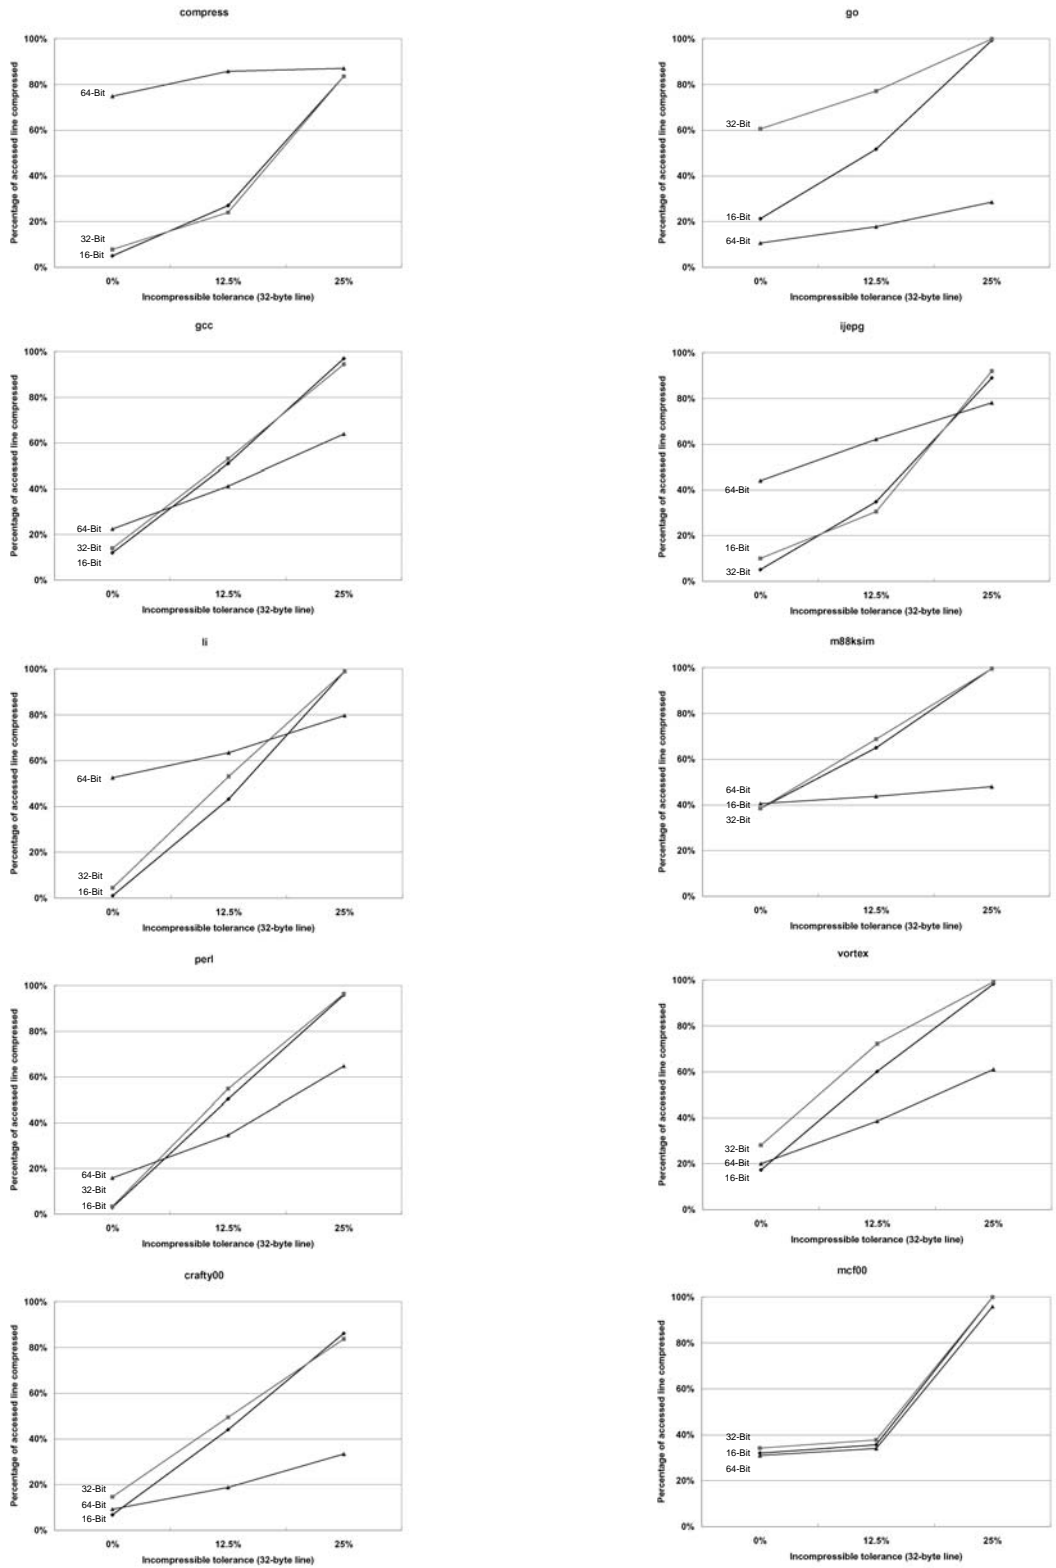 compress
Percentage of accessed line compressed
100%
80%
60%
40%
20%
0%
64-Bit
32-Bit
16-Bit
0%
12.5%
25%
Incompressible tolerance (32-byte line)
go
Percentage of accessed line compressed
100%
80%
60%
40%
20%
0%
32-Bit
16-Bit
64-Bit
0%
12.5%
25%
Incompressible tolerance (32-byte line)
gcc
Percentage of accessed line compressed
100%
80%
60%
40%
20%
0%
64-Bit
32-Bit
16-Bit
0%
12.5%
25%
Incompressible tolerance (32-byte line)
ijepg
Percentage of accessed line compressed
100%
80%
60%
40%
20%
0%
64-Bit
16-Bit
32-Bit
0%
12.5%
25%
Incompressible tolerance (32-byte line)
li
Percentage of accessed line compressed
100%
80%
60%
40%
20%
0%
64-Bit
32-Bit
16-Bit
0%
12.5%
25%
Incompressible tolerance (32-byte line)
m88ksim
Percentage of accessed line compressed
100%
80%
60%
40%
20%
0%
64-Bit
16-Bit
32-Bit
0%
12.5%
25%
Incompressible tolerance (32-byte line)
perl
Percentage of accessed line compressed
100%
80%
60%
40%
20%
0%
64-Bit
32-Bit
16-Bit
0%
12.5%
25%
Incompressible tolerance (32-byte line)
vortex
Percentage of accessed line compressed
100%
80%
60%
40%
20%
0%
32-Bit
64-Bit
16-Bit
0%
12.5%
25%
Incompressible tolerance (32-byte line)
crafty00
Percentage of accessed line compressed
100%
80%
60%
40%
20%
0%
32-Bit
64-Bit
16-Bit
0%
12.5%
25%
Incompressible tolerance (32-byte line)
mcf00
Percentage of accessed line compressed
100%
80%
60%
40%
20%
0%
32-Bit
16-Bit
64-Bit
0%
12.5%
25%
Incompressible tolerance (32-byte line)